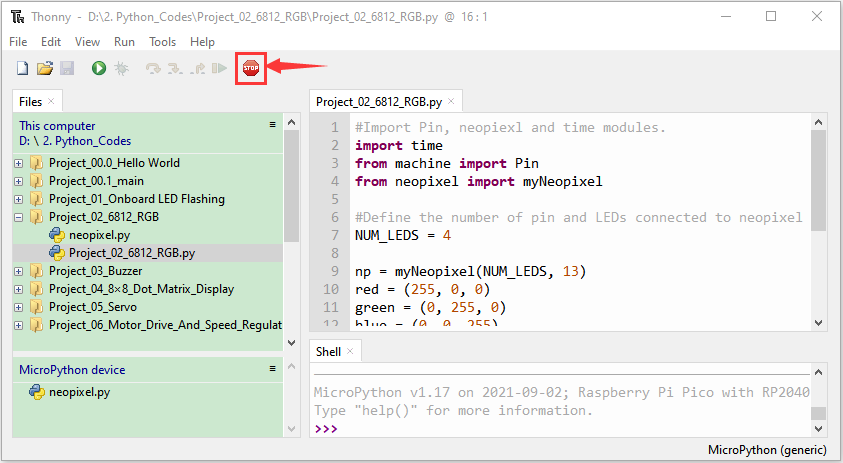 Thonny - D:\2. Python_Codes\Project_02_6812_RGB\Project_02_6812_RGB.py @ 16 : 1
File Edit View Run Tools Help
STOP
Files
This computer
D: \ 2. Python_Codes
Project_00.0_Hello World
Project_00.1_main
Project_01_Onboard LED Flashing
Project_02_6812_RGB
neopixel.py
Project_02_6812_RGB.py
Project_03_Buzzer
Project_04_8×8_Dot_Matrix_Display
Project_05_Servo
Project_06_Motor_Drive_And_Speed_Regulat
MicroPython device
neopixel.py
Project_02_6812_RGB.py
1 #Import Pin, neopiexl and time modules.
2 import time
3 from machine import Pin
4 from neopixel import myNeopixel
5
6 #Define the number of pin and LEDs connected to neopixel
7 NUM_LEDS = 4
8
9 np = myNeopixel(NUM_LEDS, 13)
10 red = (255, 0, 0)
11 green = (0, 255, 0)
12 blue = (0, 0, 255)
Shell
MicroPython v1.17 on 2021-09-02; Raspberry Pi Pico with RP2040
Type "help()" for more information.
>>>
MicroPython (generic)